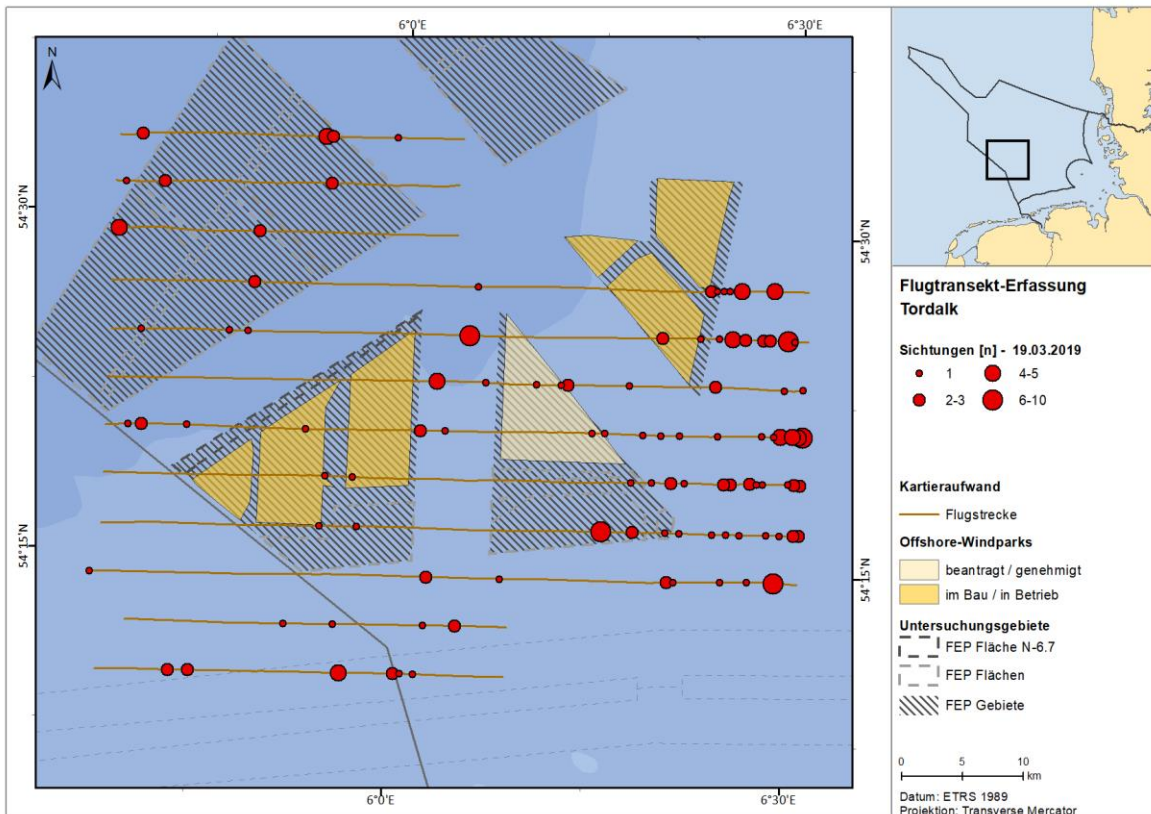 6°0'E
6°30'E
N
54°30'N
54°30'N
54°15'N
54°15'N
6°0'E
6°30'E
Flugtransekt-Erfassung
Tordalk
Sichtungen [n] - 19.03.2019
1
4-5
2-3
6-10
Kartieraufwand
Flugstrecke
Offshore-Windparks
beantragt / genehmigt
im Bau / in Betrieb
Untersuchungsgebiete
FEP Fläche N-6.7
FEP Flächen
FEP Gebiete
0 5 10
km
Datum: ETRS 1989
Projektion: Transverse Mercator